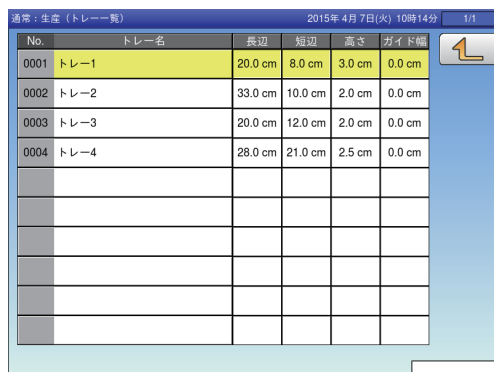 通常：生産（トレー一覧） 2015年 4月 7日(火) 10時14分 1/1
No. トレー名 長辺 短辺 高さ ガイド幅
0001 トレー1 20.0 cm 8.0 cm 3.0 cm 0.0 cm
0002 トレー2 33.0 cm 10.0 cm 2.0 cm 0.0 cm
0003 トレー3 20.0 cm 12.0 cm 2.0 cm 0.0 cm
0004 トレー4 28.0 cm 21.0 cm 2.5 cm 0.0 cm